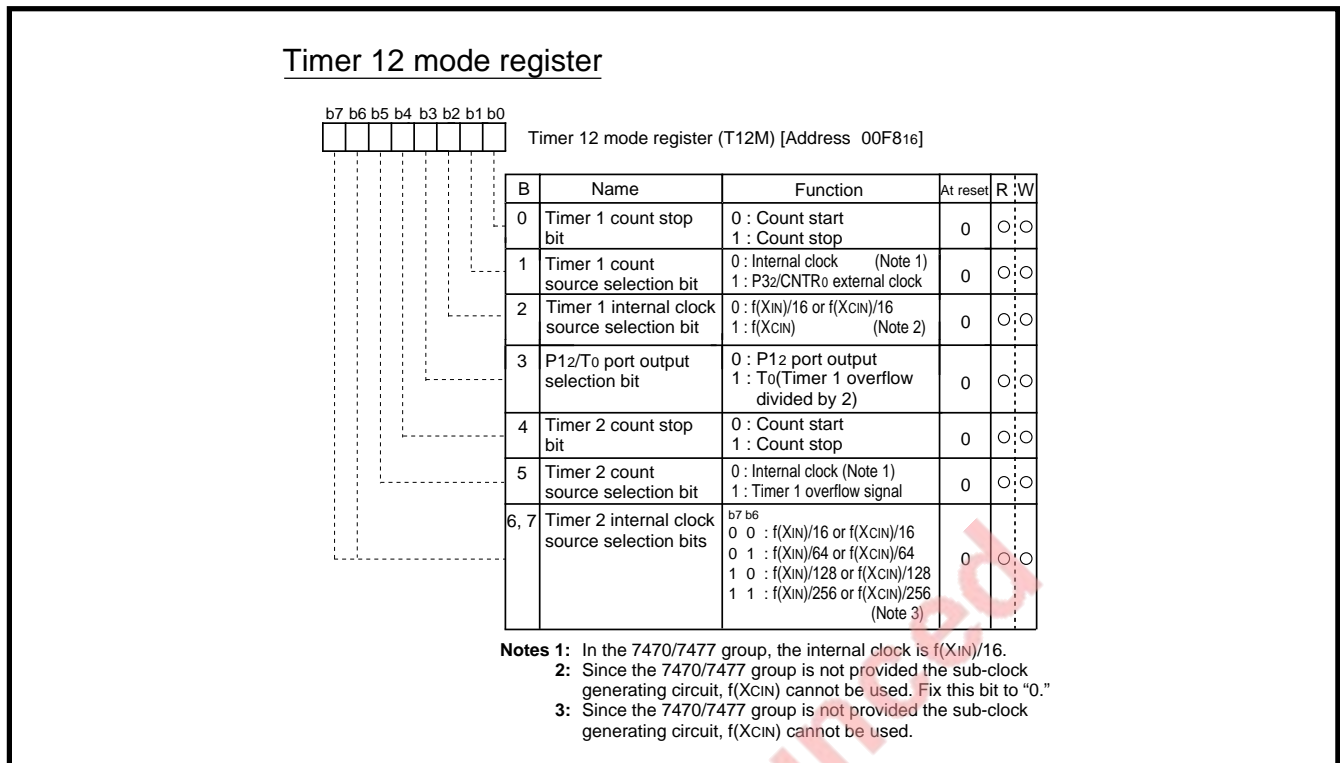 Timer 12 mode register
b7 b6 b5 b4 b3 b2 b1 b0
Timer 12 mode register (T12M) [Address 00F816]
B Name Function At reset R W
0 Timer 1 count stop bit 0 : Count start 0 ○ ○
1 : Count stop
1 Timer 1 count source selection bit 0 : Internal clock (Note 1) 0 ○ ○
1 : P32/CNTR0 external clock
2 Timer 1 internal clock source selection bit 0 : f(XIN)/16 or f(XCIN)/16 0 ○ ○
1 : f(XCIN) (Note 2)
3 P12/T0 port output selection bit 0 : P12 port output 0 ○ ○
1 : T0(Timer 1 overflow
divided by 2)
4 Timer 2 count stop bit 0 : Count start 0 ○ ○
1 : Count stop
5 Timer 2 count source selection bit 0 : Internal clock (Note 1) 0 ○ ○
1 : Timer 1 overflow signal
6, 7 Timer 2 internal clock source selection bits b7 b6 0 ○ ○
0 0 : f(XIN)/16 or f(XCIN)/16
0 1 : f(XIN)/64 or f(XCIN)/64
1 0 : f(XIN)/128 or f(XCIN)/128
1 1 : f(XIN)/256 or f(XCIN)/256
(Note 3)
Notes 1: In the 7470/7477 group, the internal clock is f(XIN)/16.
2: Since the 7470/7477 group is not provided the sub-clock
generating circuit, f(XCIN) cannot be used. Fix this bit to “0.”
3: Since the 7470/7477 group is not provided the sub-clock
generating circuit, f(XCIN) cannot be used.